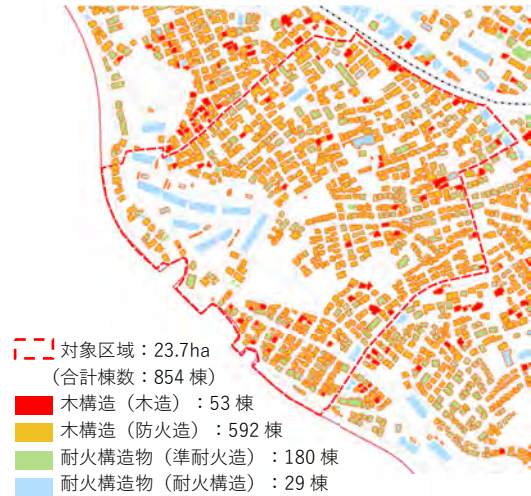 対象区域：23.7ha
（合計棟数：854 棟）
木構造（木造）：53 棟
木構造（防火造）：592 棟
耐火構造物（準耐火造）：180 棟
耐火構造物（耐火構造）：29 棟